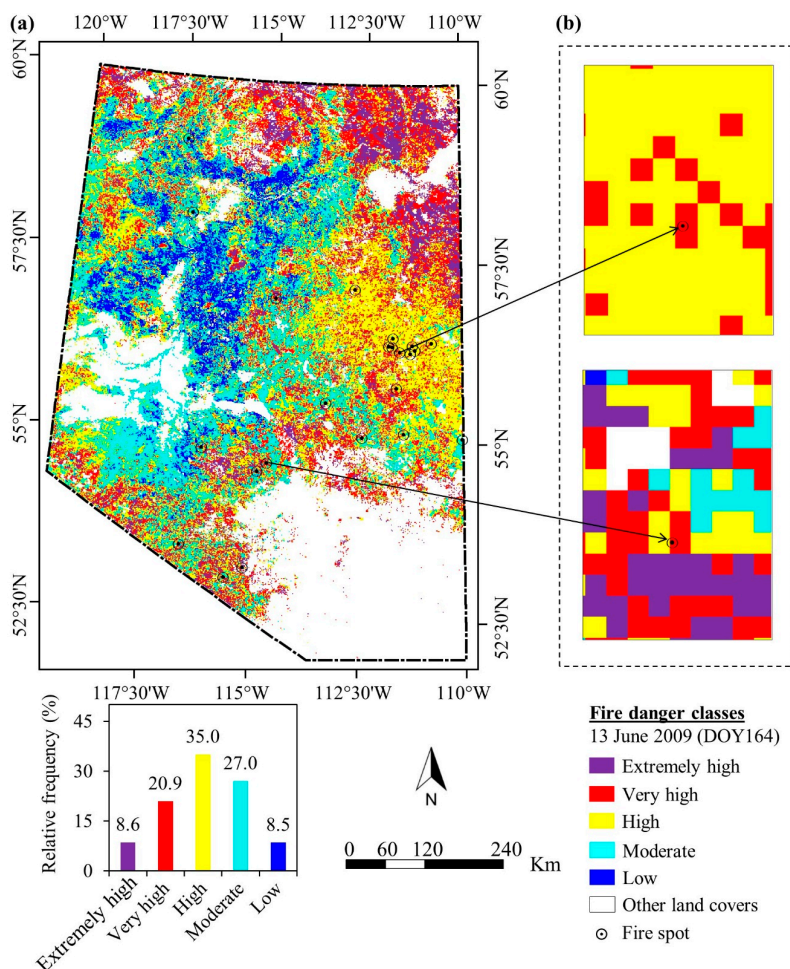 (a)
120°W 117°30'W 115°W 112°30'W 110°W
(b)
60°N
57°30'N
55°N
52°30'N
60°N
57°30'N
55°N
52°30'N
117°30'W 115°W 112°30'W 110°W
Relative frequency (%)
45
30
15
0
8.6
20.9
35.0
27.0
8.5
Extremely high
Very high
High
Moderate
Low
N
0 60 120 240
Km
Fire danger classes
13 June 2009 (DOY164)
Extremely high
Very high
High
Moderate
Low
Other land covers
Fire spot